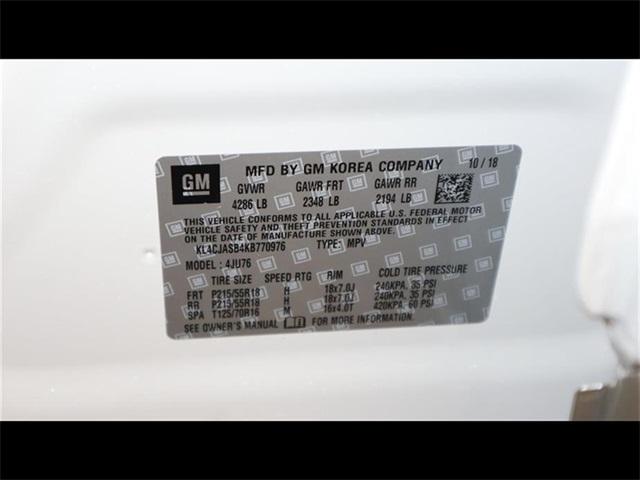 GM MFD BY GM KOREA COMPANY 10 / 18
GVWR GAWR FRT GAWR RR
4286 LB 2348 LB 2194 LB
THIS VEHICLE CONFORMS TO ALL APPLICABLE U.S. FEDERAL MOTOR
VEHICLE SAFETY AND THEFT PREVENTION STANDARDS IN EFFECT ON
THE DATE OF MANUFACTURE SHOWN ABOVE.
KL4CJASB4KB770976 TYPE: MPV
MODEL: 4JU76
TIRE SIZE SPEED RTG RIM COLD TIRE PRESSURE
FRT P215/55R18 H 18x7.0J 240KPA, 35 PSI
RR P215/55R18 H 18x7.0J 240KPA, 35 PSI
SPA T125/70R16 M 16x4.0T 420KPA, 60 PSI
SEE OWNER'S MANUAL FOR MORE INFORMATION.